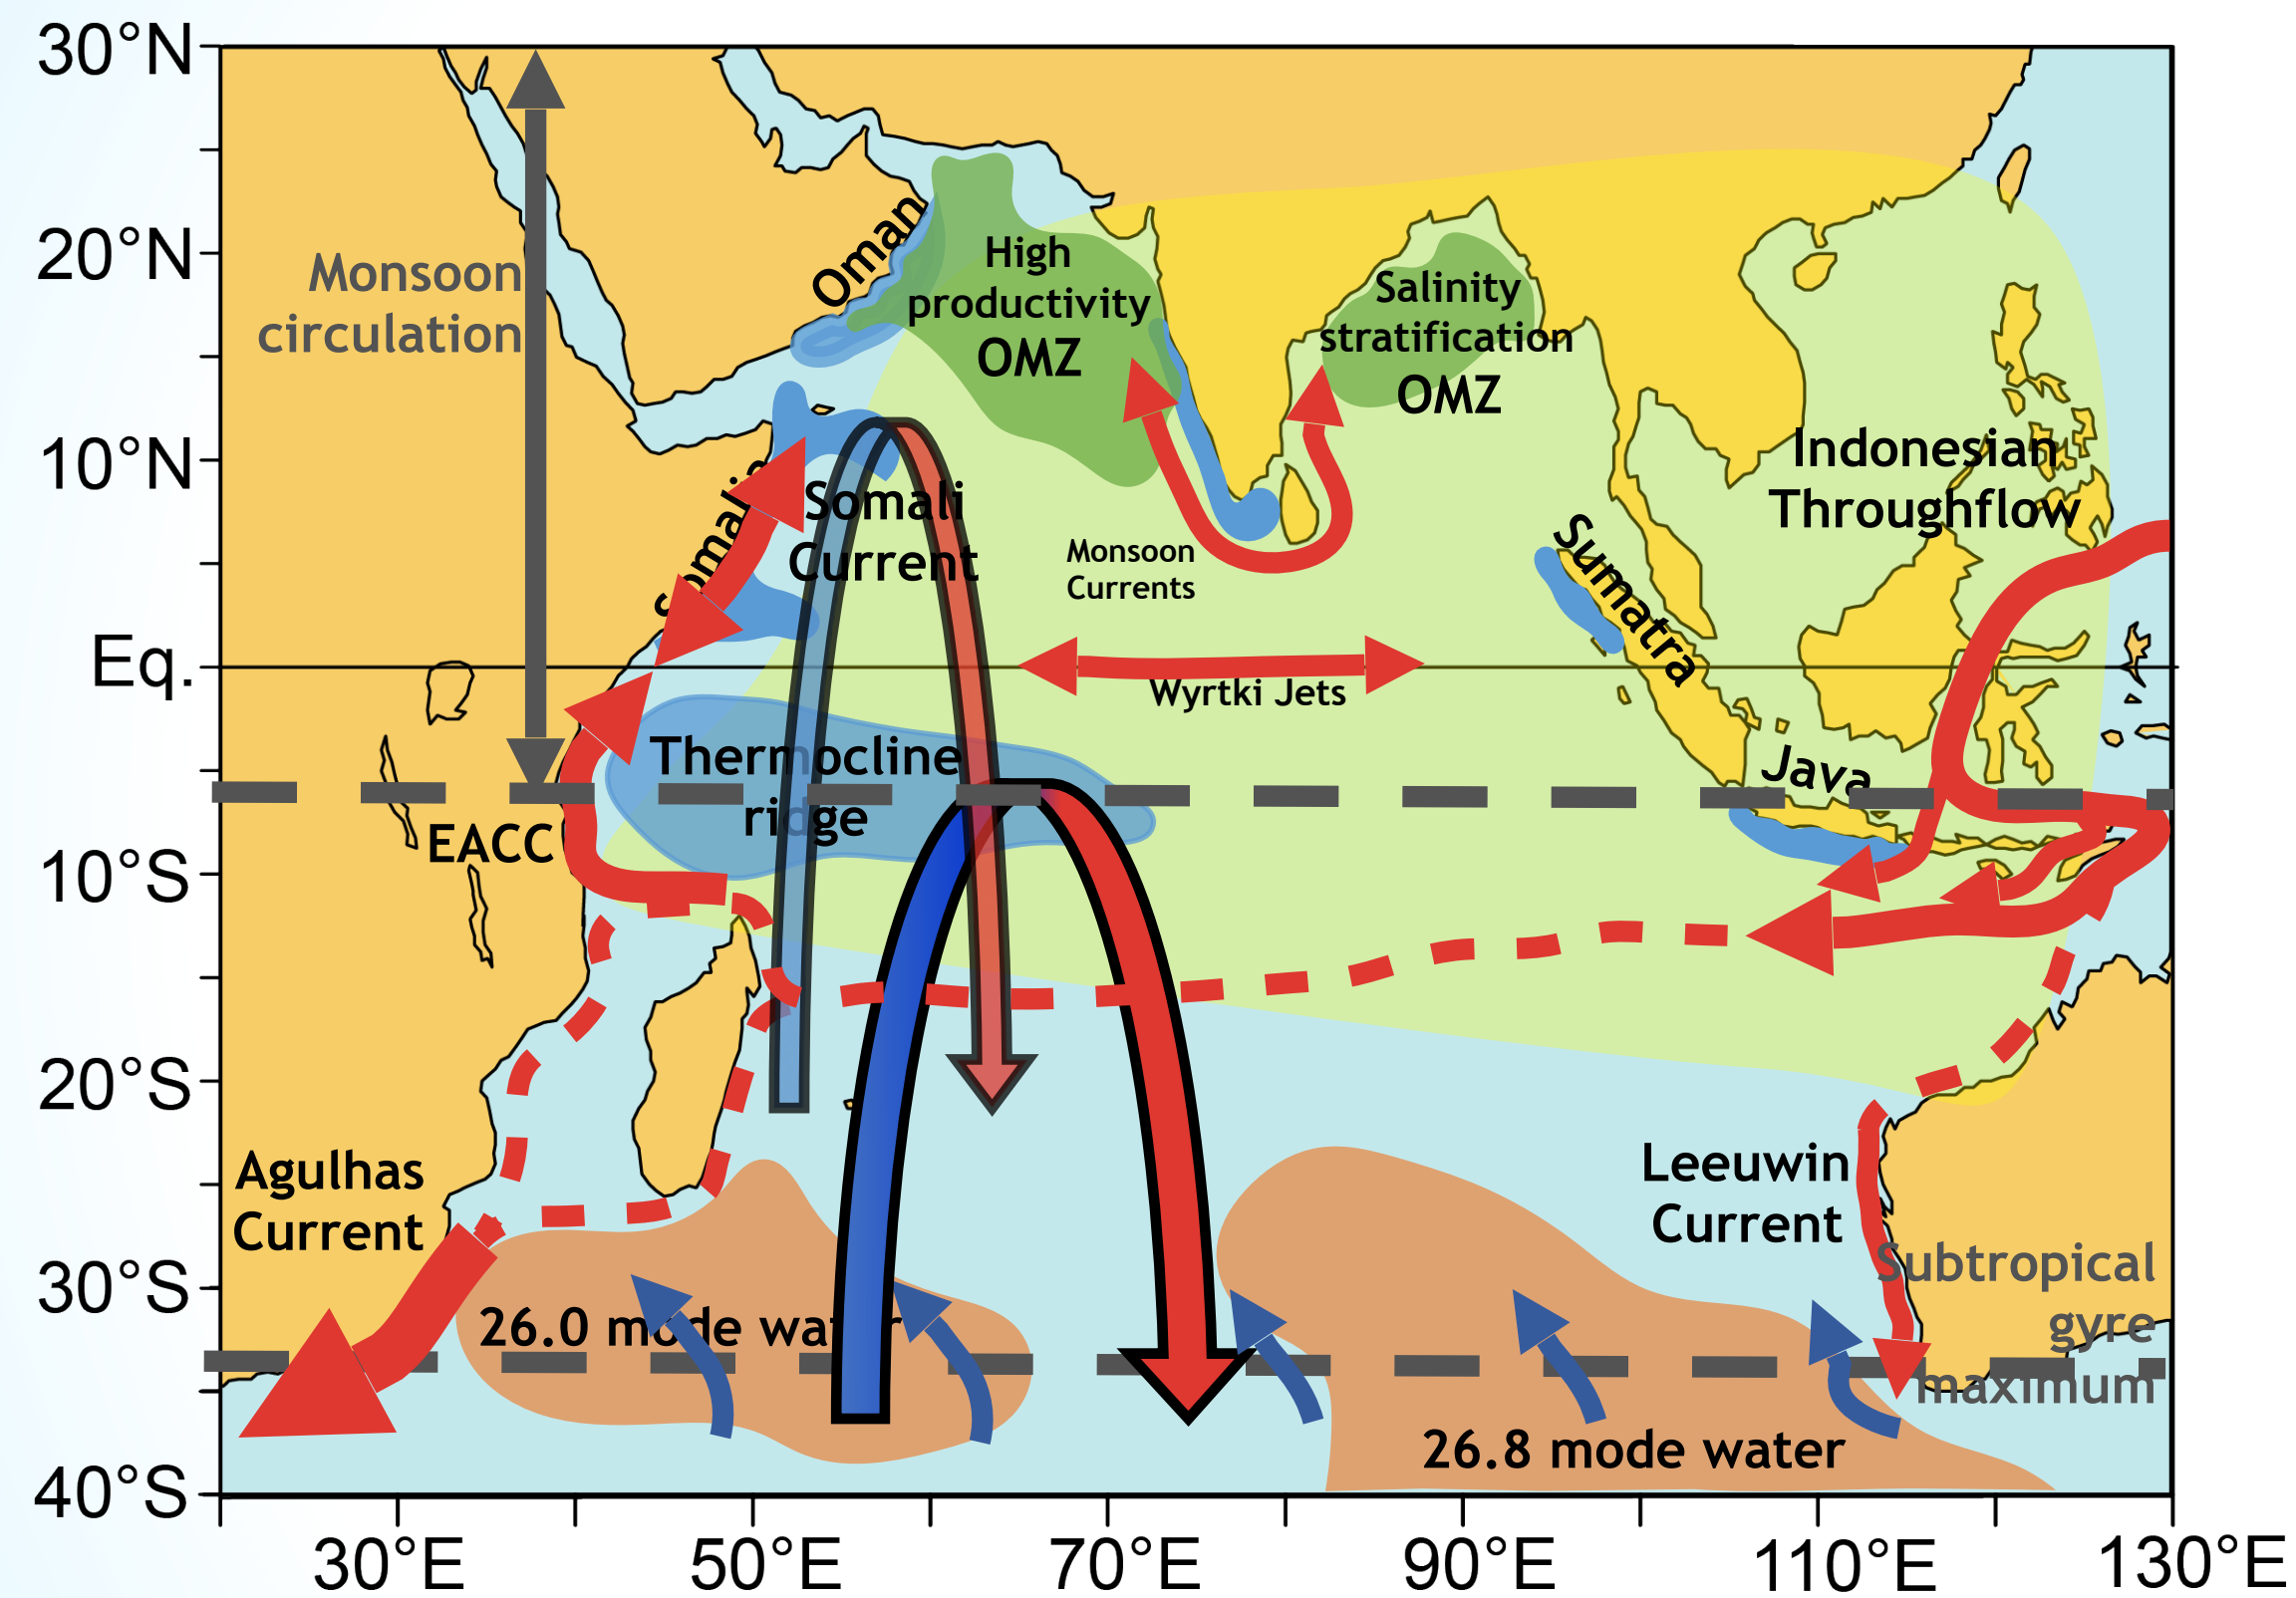 30°N
20°N
10°N
Eq.
10°S
20°S
30°S
40°S
30°E
50°E
70°E
90°E
110°E
130°E
Monsoon
circulation
Oman
High
productivity
OMZ
Salinity
stratification
OMZ
Somalia
Somali
Current
Monsoon
Currents
Indonesian
Throughflow
Sumatra
Wyrtki Jets
Thermocline
ridge
Java
EACC
Agulhas
Current
Leeuwin
Current
Subtropical
gyre
maximum
26.0 mode water
26.8 mode water